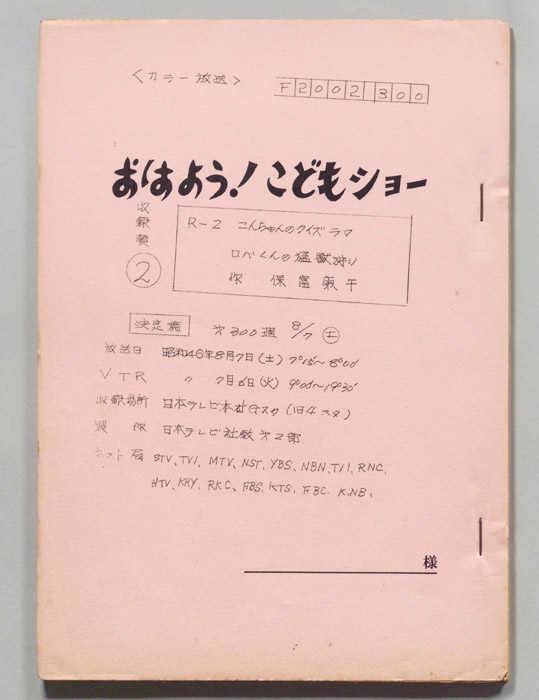 <カラー放送>
F2002300
おはよう!こどもショー
収録順
②
R-2 こんちゃんのクイズラマ
ロベくんの猛獣狩り
作 保富康午
決定稿 才300週 8/7 ㊏
放送日 昭和46年8月7日(土) 7°15~8°00
VTR 〃 7月6日(火) 9°00~19°30
収録場所 日本テレビ本社Gスタ(旧4スタ)
製作 日本テレビ社教才2部
ネット局 STV、TVI、MTV、NST、YBS、NBN、TVI、RNC、
HTV、KRY、RKC、FBS、KTS、FBC、KNB、
様